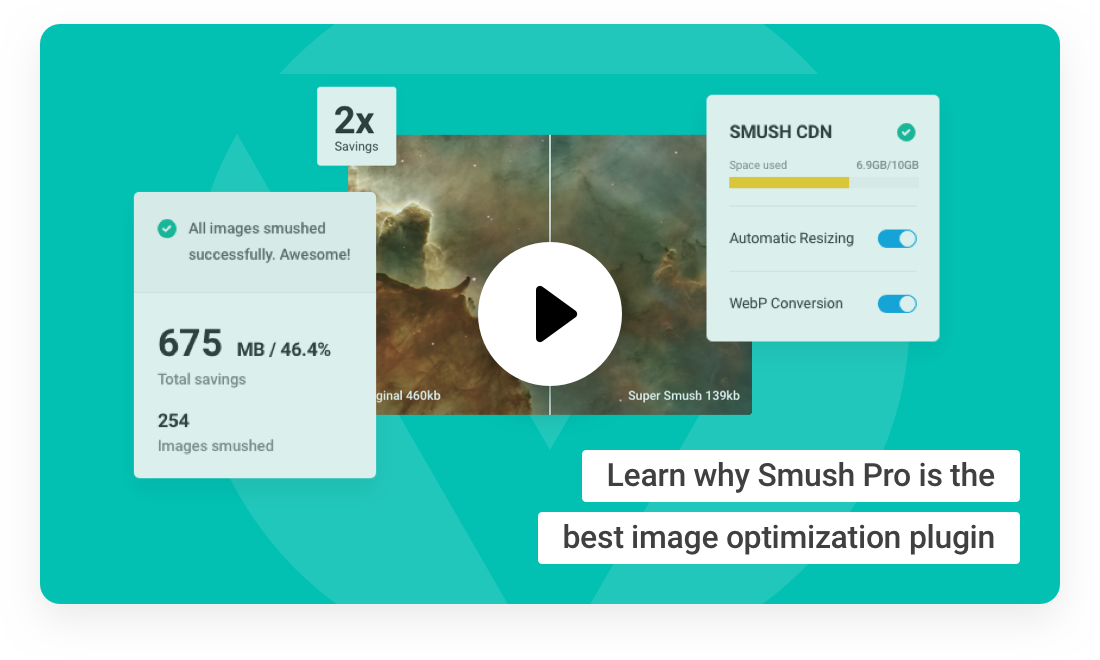 2x
Savings
All images smushed
successfully. Awesome!
675 MB / 46.4%
Total savings
254
Images smushed
ginal 460kb
Super Smush 139kb
SMUSH CDN
Space used 6.9GB/10GB
Automatic Resizing
WebP Conversion
Learn why Smush Pro is the
best image optimization plugin